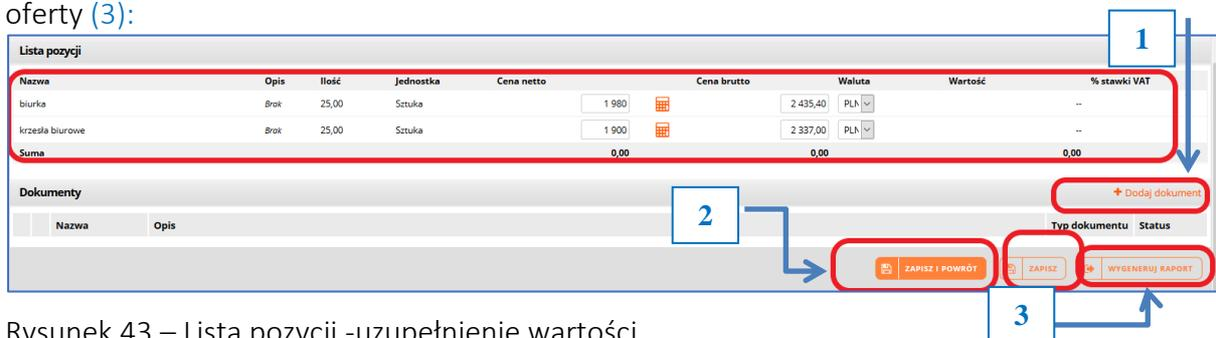 oferty (3):
1
Lista pozycji
Nazwa Opis Ilość Jednostka Cena netto Cena brutto Waluta Wartość % stawki VAT
biurka Brak 25,00 Sztuka 1 980 2 435,40 PLN --
krzesła biurowe Brak 25,00 Sztuka 1 900 2 337,00 PLN --
Suma 0,00 0,00 0,00
Dokumenty + Dodaj dokument
2
Nazwa Opis Typ dokumentu Status
ZAPISZ I POWRÓT ZAPISZ WYGENERUJ RAPORT
3
Rysunek 43 – Lista pozycji -uzupełnienie wartości